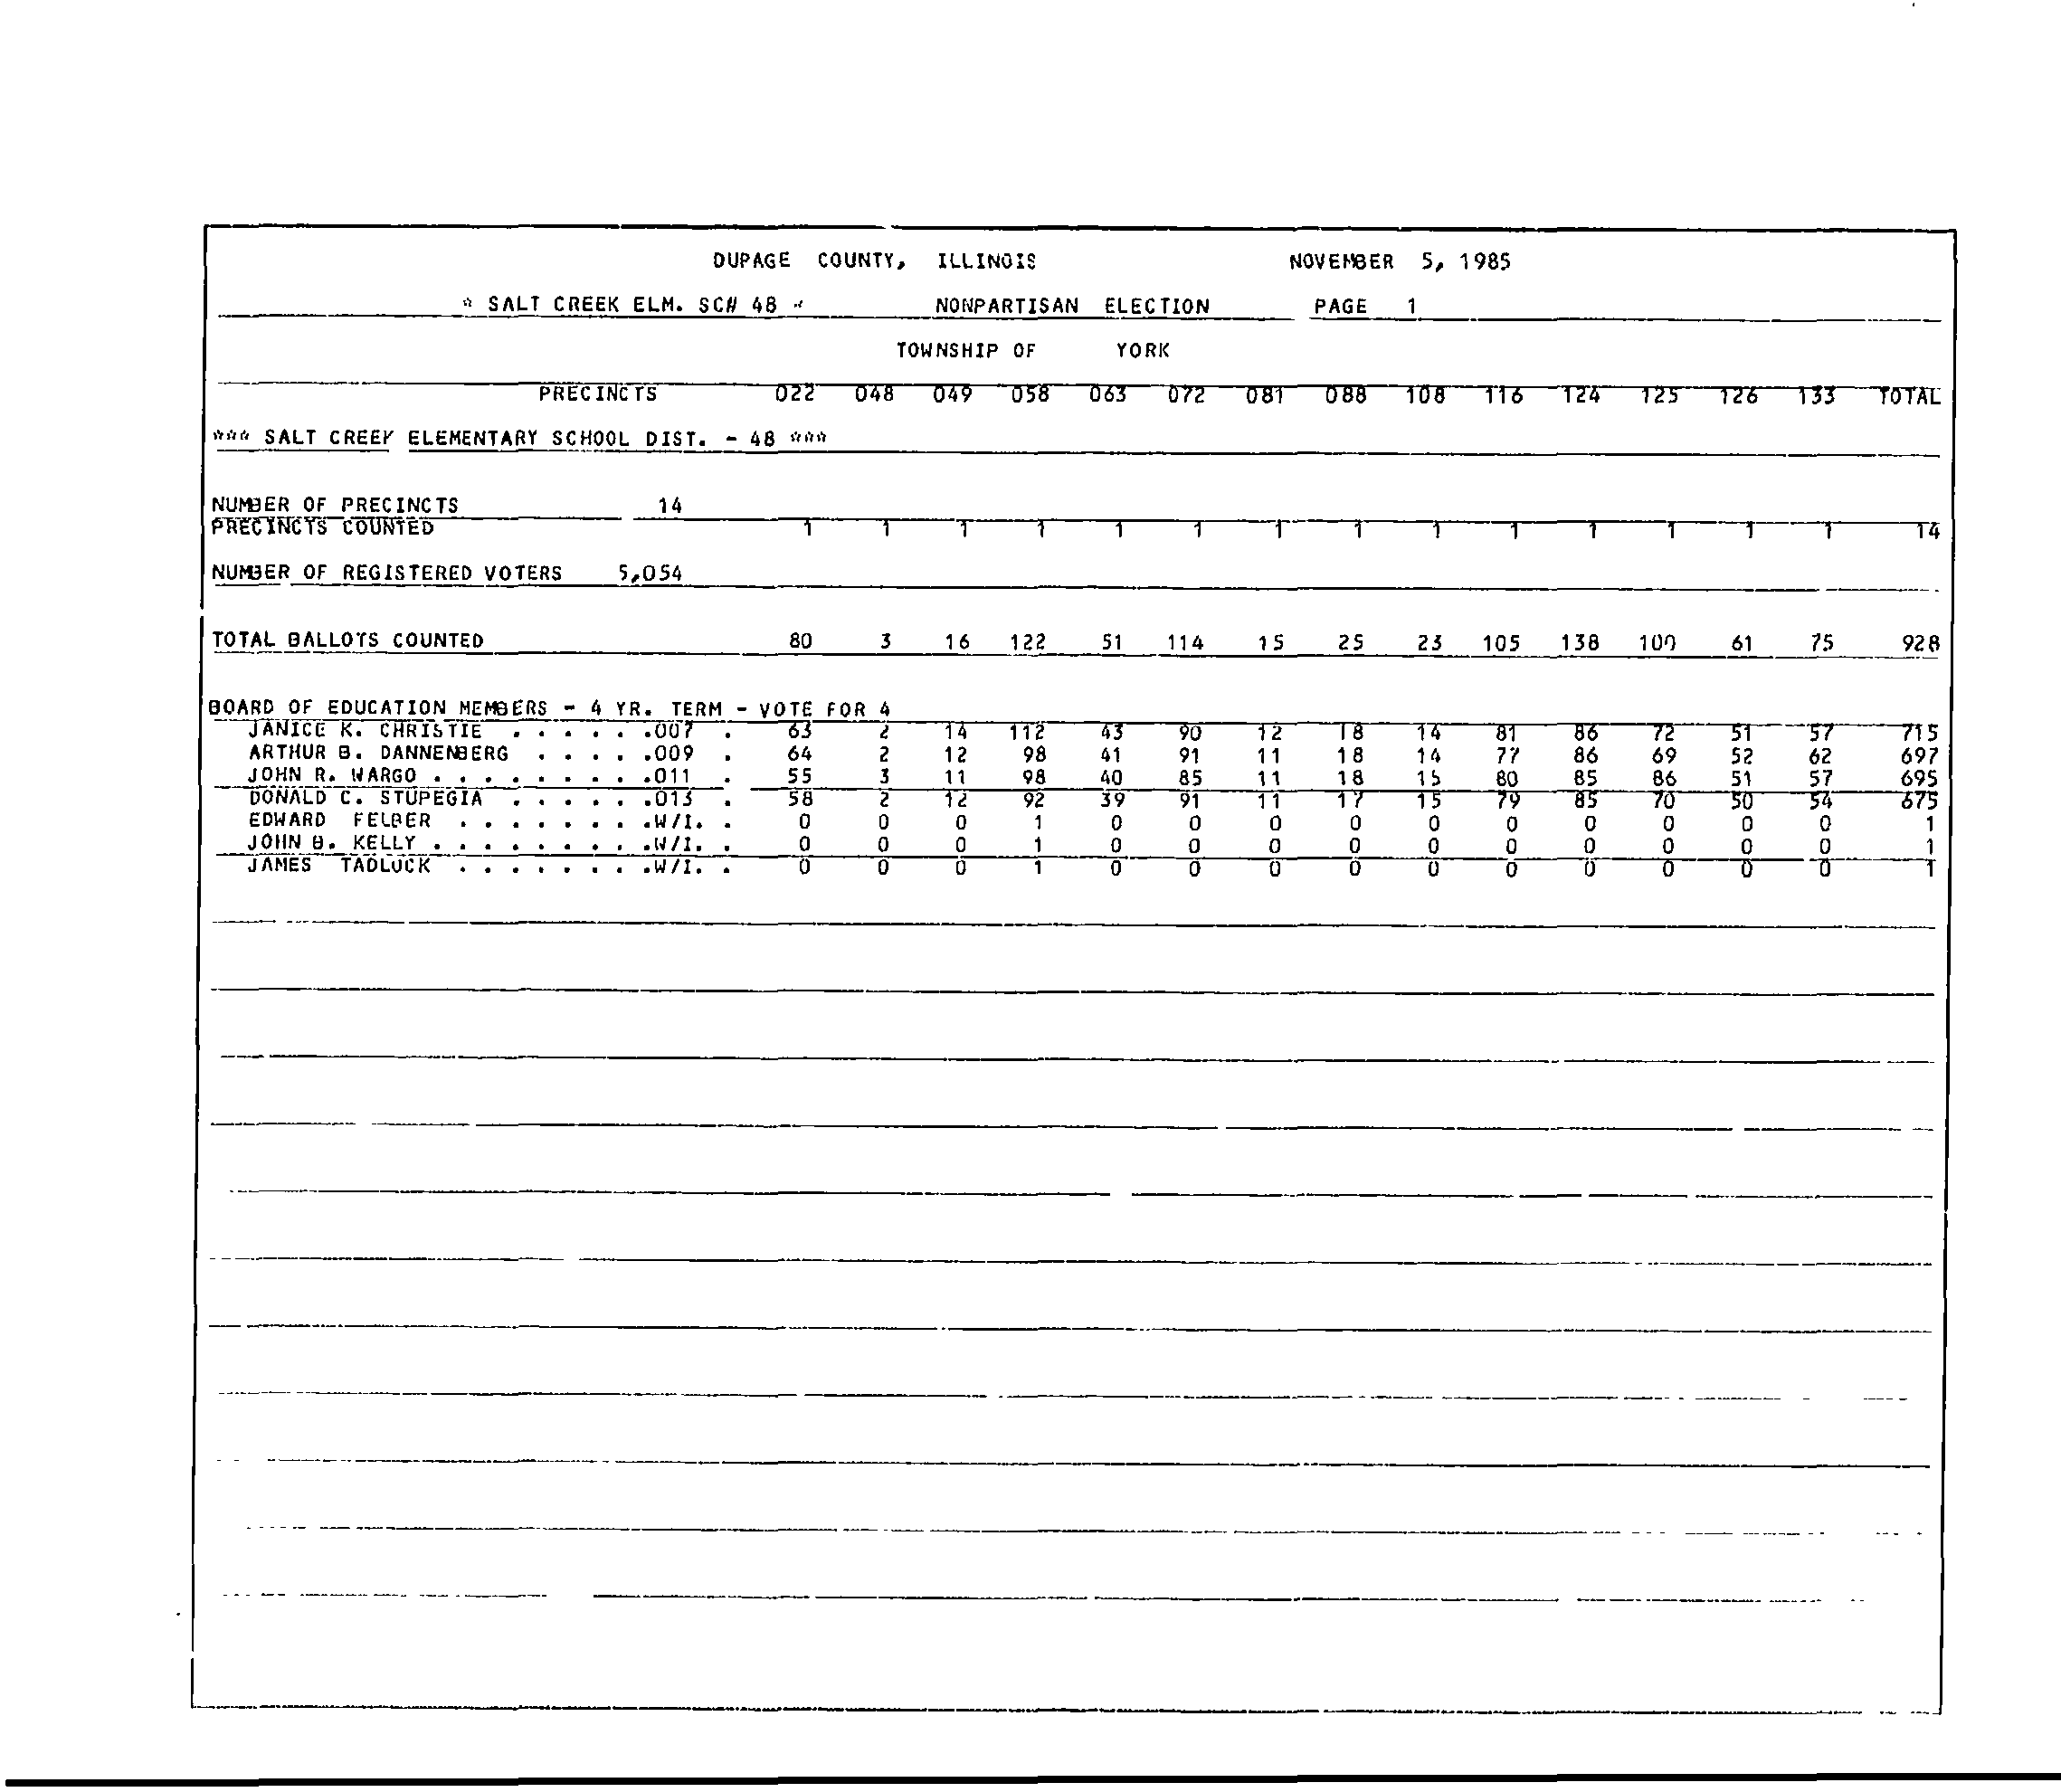 DUPAGE COUNTY, ILLINOIS NOVEMBER 5, 1985
* SALT CREEK ELM. SC# 48 * NONPARTISAN ELECTION PAGE 1
TOWNSHIP OF YORK
PRECINCTS 022 048 049 058 063 072 081 088 108 116 124 125 126 133 TOTAL
*** SALT CREEK ELEMENTARY SCHOOL DIST. - 48 ***
NUMBER OF PRECINCTS 14
PRECINCTS COUNTED 1 1 1 1 1 1 1 1 1 1 1 1 1 1 14
NUMBER OF REGISTERED VOTERS 5,054
TOTAL BALLOTS COUNTED 80 3 16 122 51 114 15 25 23 105 138 100 61 75 928
BOARD OF EDUCATION MEMBERS - 4 YR. TERM - VOTE FOR 4
JANICE K. CHRISTIE . . . . . .007 . 63 2 14 112 43 90 12 18 14 81 86 72 51 57 715
ARTHUR B. DANNENBERG . . . . .009 . 64 2 12 98 41 91 11 18 14 77 86 69 52 62 697
JOHN R. WARGO . . . . . . . . .011 . 55 3 11 98 40 85 11 18 15 80 85 86 51 57 695
DONALD C. STUPEGIA . . . . . .013 . 58 2 12 92 39 91 11 17 15 79 85 70 50 54 675
EDWARD FELBER . . . . . . . .W/I. . 0 0 0 1 0 0 0 0 0 0 0 0 0 0 1
JOHN B. KELLY . . . . . . . . .W/I. . 0 0 0 1 0 0 0 0 0 0 0 0 0 0 1
JAMES TADLUCK . . . . . . . .W/I. . 0 0 0 1 0 0 0 0 0 0 0 0 0 0 1